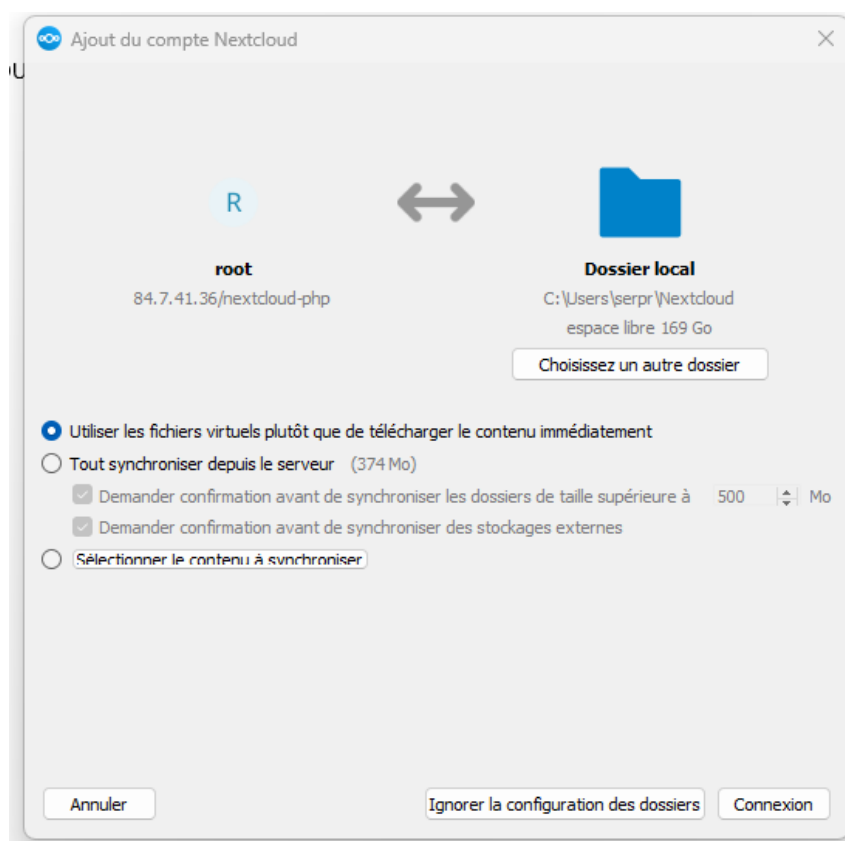 Ajout du compte Nextcloud
R
root
84.7.41.36/nextcloud-php
Dossier local
C:\Users\serpr\Nextcloud
espace libre 169 Go
Choisissez un autre dossier
Utiliser les fichiers virtuels plutôt que de télécharger le contenu immédiatement
Tout synchroniser depuis le serveur (374 Mo)
Demander confirmation avant de synchroniser les dossiers de taille supérieure à 500 Mo
Demander confirmation avant de synchroniser des stockages externes
Sélectionner le contenu à synchroniser
Annuler
Ignorer la configuration des dossiers
Connexion